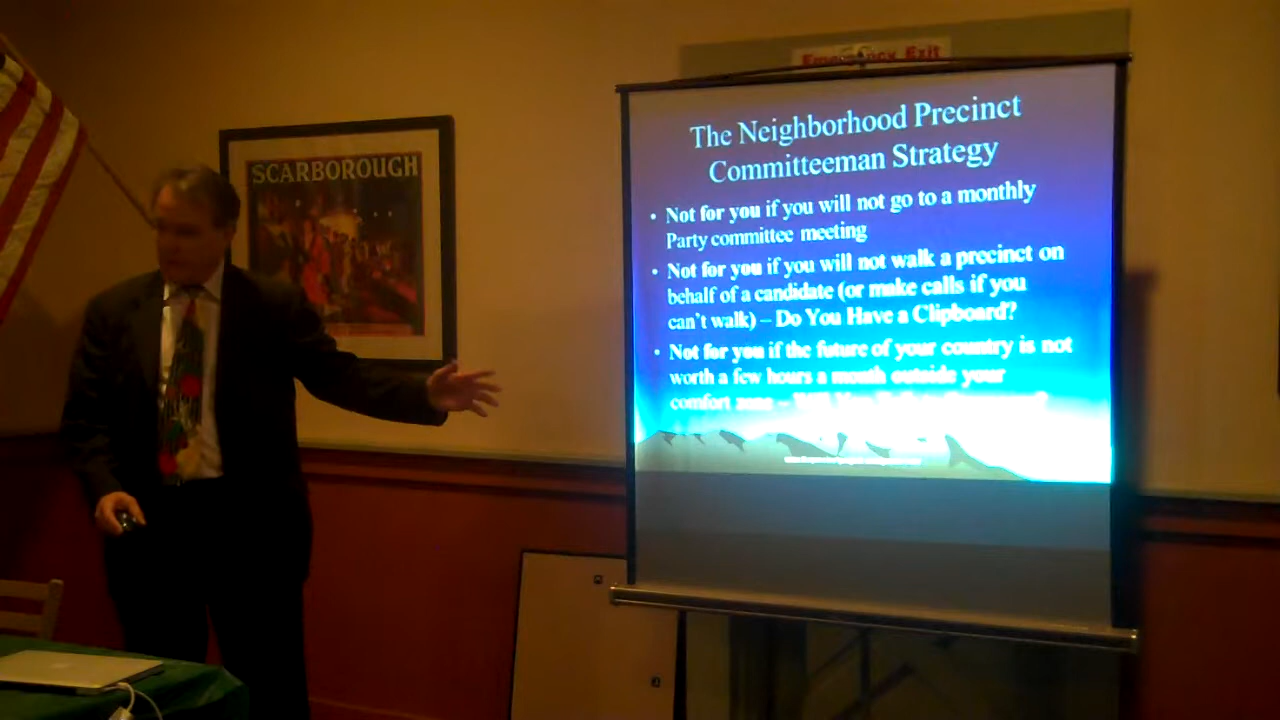 Emergency Exit
SCARBOROUGH
The Neighborhood Precinct
Committeeman Strategy
• Not for you if you will not go to a monthly
Party committee meeting
• Not for you if you will not walk a precinct on
behalf of a candidate (or make calls if you
can't walk) – Do You Have a Clipboard?
• Not for you if the future of your country is not
worth a few hours a month outside your
comfort zone –